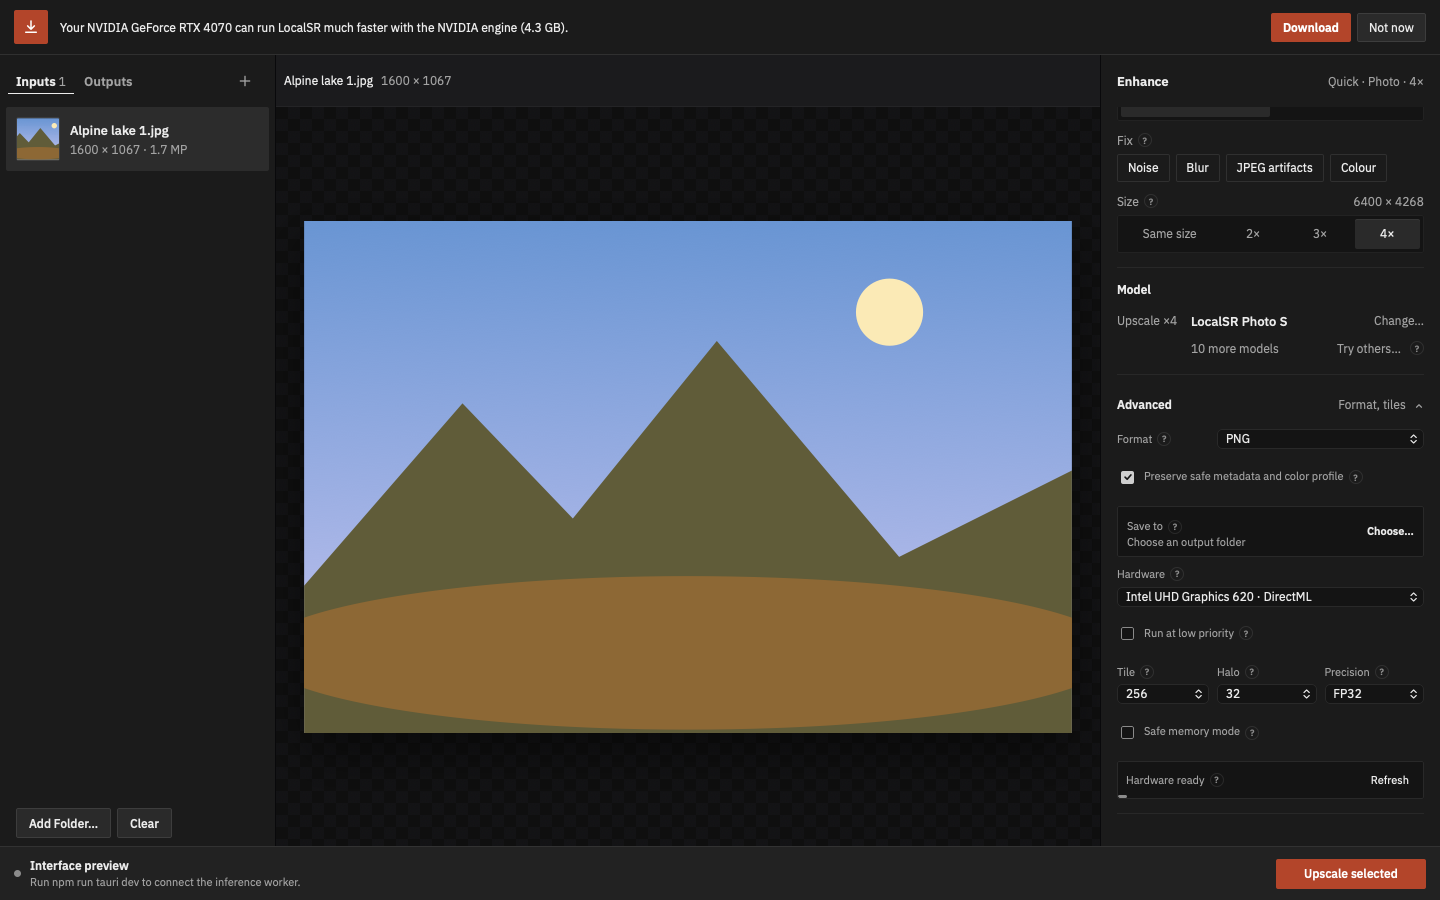 Your NVIDIA GeForce RTX 4070 can run LocalSR much faster with the NVIDIA engine (4.3 GB).
Download
Not now
Inputs 1
Outputs
Alpine lake 1.jpg
1600 × 1067 · 1.7 MP
Add Folder...
Clear
Alpine lake 1.jpg 1600 × 1067
Enhance
Quick · Photo · 4×
Fix ?
Noise
Blur
JPEG artifacts
Colour
Size ?
6400 × 4268
Same size
2×
3×
4×
Model
Upscale ×4
LocalSR Photo S
Change...
10 more models
Try others... ?
Advanced
Format, tiles
Format ?
PNG
Preserve safe metadata and color profile ?
Save to ?
Choose an output folder
Choose...
Hardware ?
Intel UHD Graphics 620 · DirectML
Run at low priority ?
Tile ?
Halo ?
Precision ?
256
32
FP32
Safe memory mode ?
Hardware ready ?
Refresh
Interface preview
Run npm run tauri dev to connect the inference worker.
Upscale selected